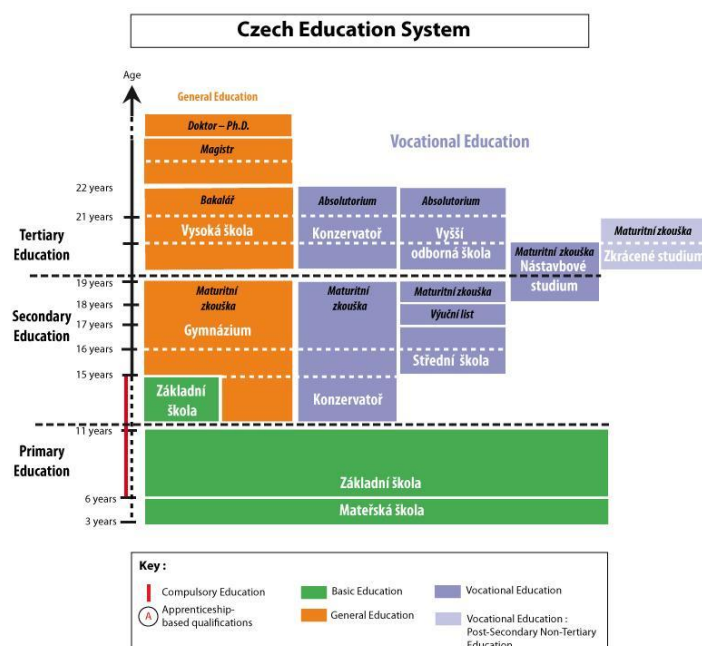 Czech Education System
Age
General Education
Doktor – Ph.D.
Magistr
Vocational Education
22 years
Bakalář
Absolutorium
Absolutorium
21 years
Vysoká škola
Konzervatoř
Vyšší
odborná škola
Maturitní zkouška
Zkrácené studium
Tertiary
Education
Maturitní zkouška
Nástavbové
studium
19 years
Maturitní
zkouška
Maturitní
zkouška
Maturitní zkouška
18 years
Secondary
Education
Výuční list
17 years
Gymnázium
16 years
Střední škola
15 years
Základní
škola
Konzervatoř
11 years
Primary
Education
Základní škola
6 years
Mateřská škola
3 years
Key :
Compulsory Education
Basic Education
Vocational Education
A Apprenticeship-
based qualifications
General Education
Vocational Education :
Post-Secondary Non-Tertiary
Education